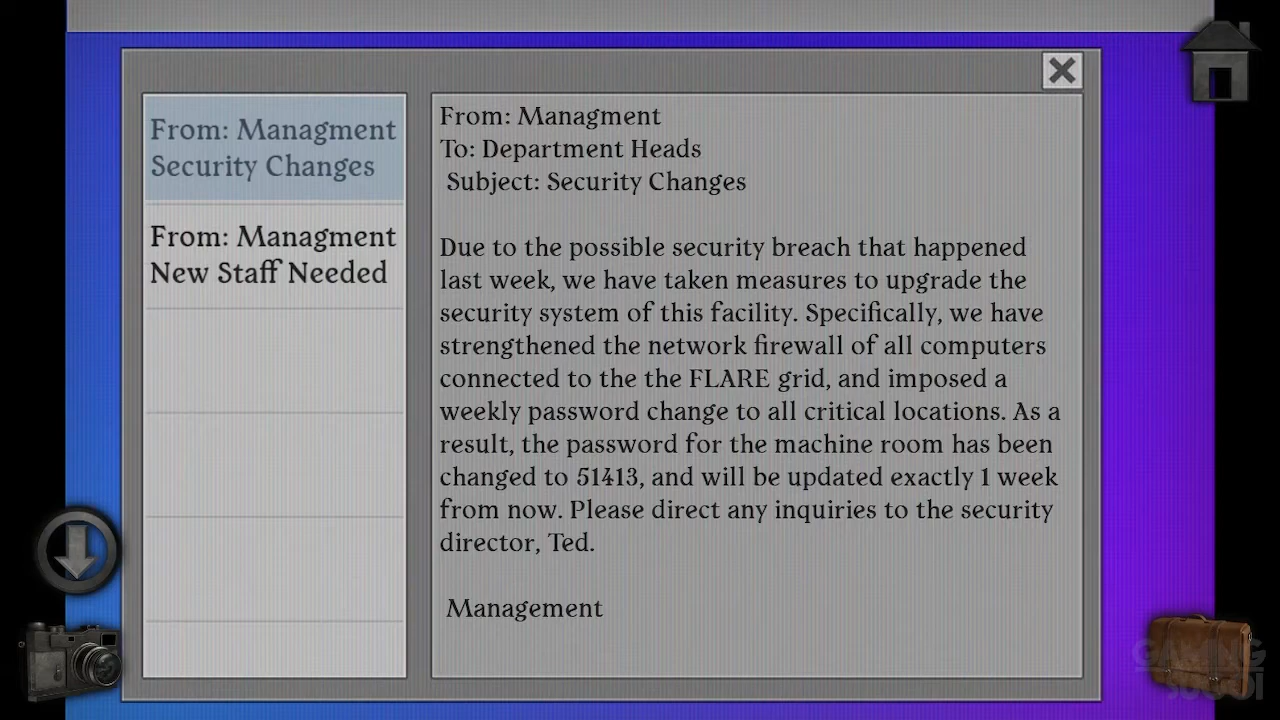 From: Managment
Security Changes
From: Managment
New Staff Needed
From: Managment
To: Department Heads
Subject: Security Changes
Due to the possible security breach that happened
last week, we have taken measures to upgrade the
security system of this facility. Specifically, we have
strengthened the network firewall of all computers
connected to the the FLARE grid, and imposed a
weekly password change to all critical locations. As a
result, the password for the machine room has been
changed to 51413, and will be updated exactly 1 week
from now. Please direct any inquiries to the security
director, Ted.
Management
GAMING